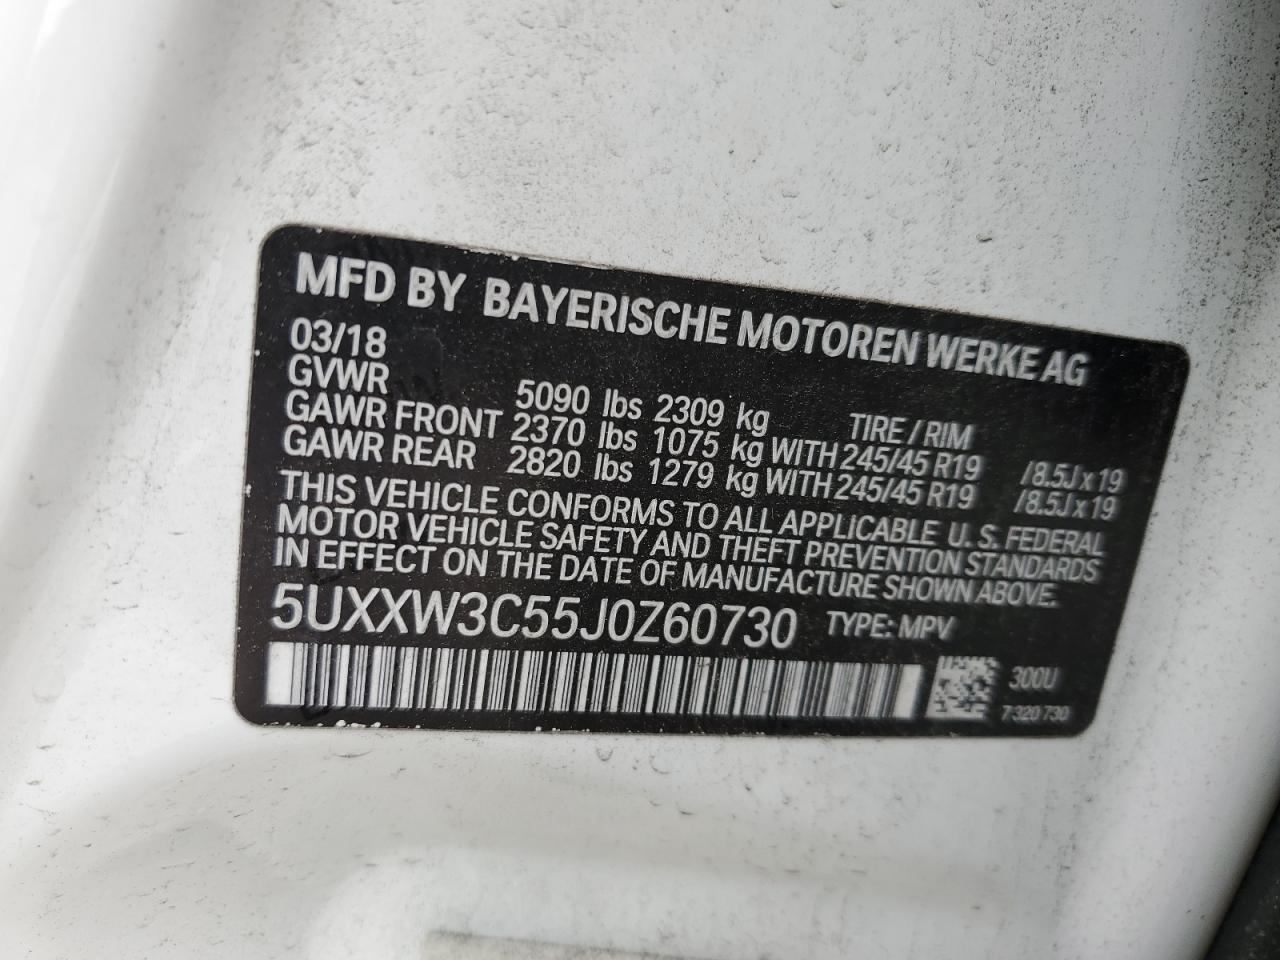 MFD BY BAYERISCHE MOTOREN WERKE AG
03/18
GVWR 5090 lbs 2309 kg TIRE / RIM
GAWR FRONT 2370 lbs 1075 kg WITH 245/45 R19 /8.5J x 19
GAWR REAR 2820 lbs 1279 kg WITH 245/45 R19 /8.5J x 19
THIS VEHICLE CONFORMS TO ALL APPLICABLE U. S. FEDERAL
MOTOR VEHICLE SAFETY AND THEFT PREVENTION STANDARDS
IN EFFECT ON THE DATE OF MANUFACTURE SHOWN ABOVE.
5UXXW3C55J0Z60730 TYPE: MPV
300U
7 320 730